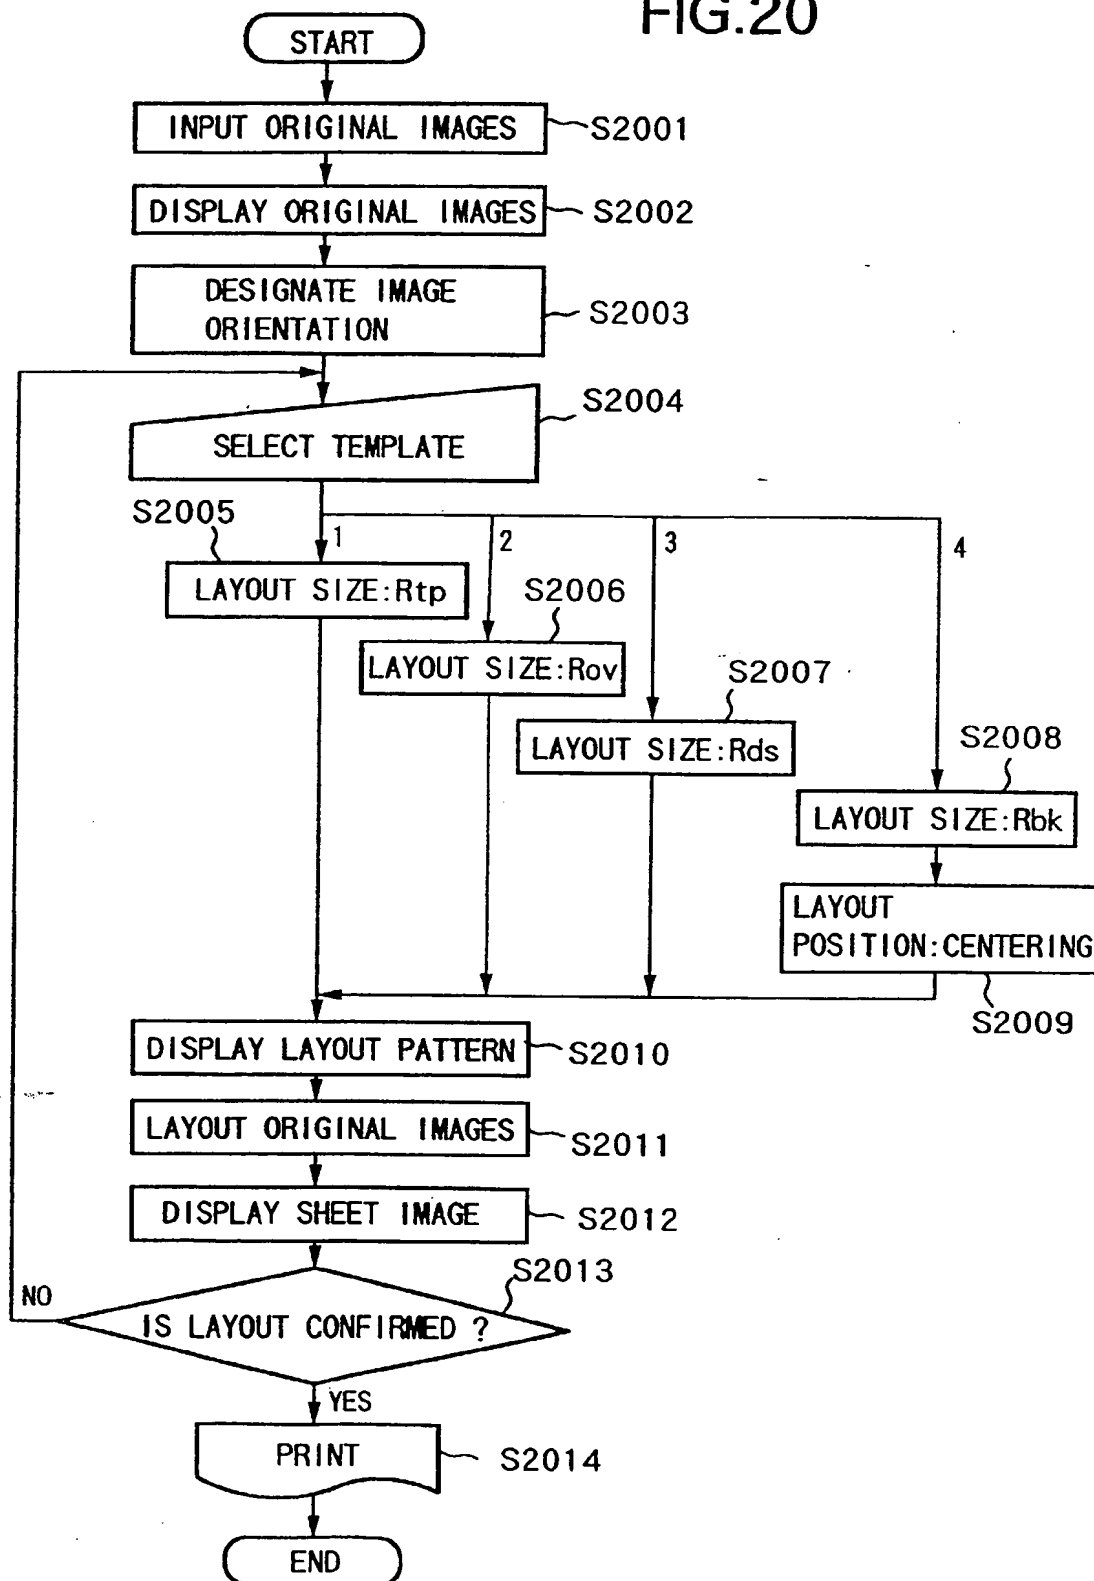 FIG.20
START
INPUT ORIGINAL IMAGES
S2001
DISPLAY ORIGINAL IMAGES
S2002
DESIGNATE IMAGE
ORIENTATION
S2003
S2004
SELECT TEMPLATE
S2005
1
2
3
4
LAYOUT SIZE:Rtp
S2006
LAYOUT SIZE:Rov
S2007
LAYOUT SIZE:Rds
S2008
LAYOUT SIZE:Rbk
LAYOUT
POSITION:CENTERING
S2009
DISPLAY LAYOUT PATTERN
S2010
LAYOUT ORIGINAL IMAGES
S2011
DISPLAY SHEET IMAGE
S2012
S2013
NO
IS LAYOUT CONFIRMED ?
YES
PRINT
S2014
END